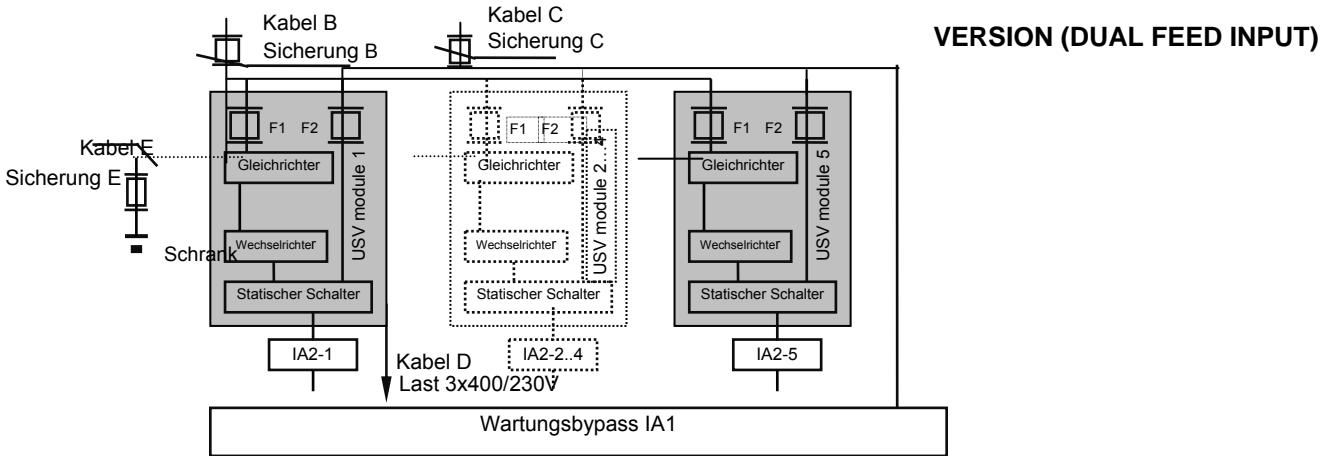 Kabel B
Sicherung B
Kabel C
Sicherung C
VERSION (DUAL FEED INPUT)
Kabel E
Sicherung E
Schrank
F1 F2
Gleichrichter
Wechselrichter
Statischer Schalter
USV module 1
IA2-1
F1 F2
Gleichrichter
Wechselrichter
Statischer Schalter
USV module 2...4
IA2-2..4
F1 F2
Gleichrichter
Wechselrichter
Statischer Schalter
USV module 5
IA2-5
Kabel D
Last 3x400/230V
Wartungsbypass IA1